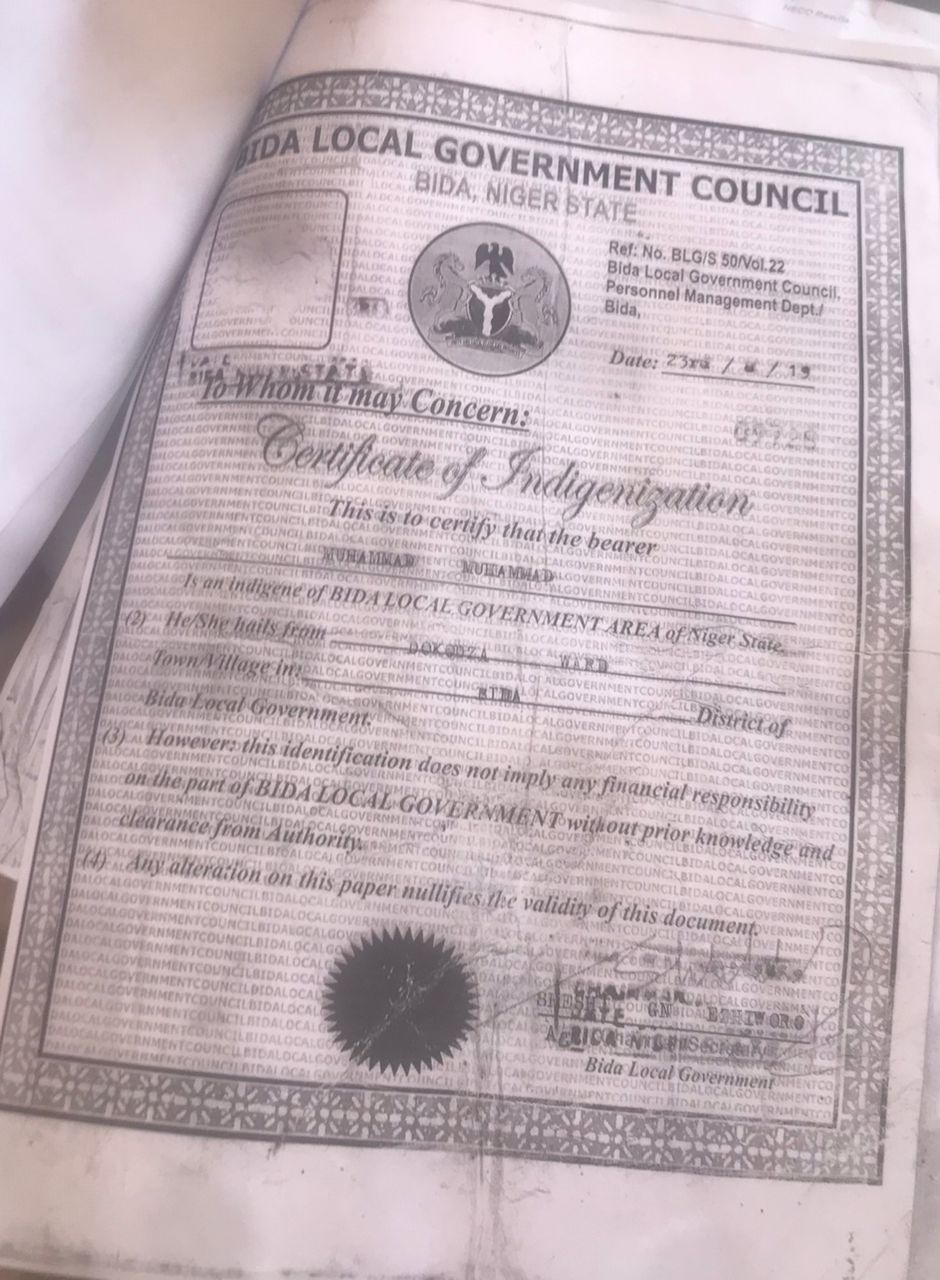 BIDA LOCAL GOVERNMENT COUNCIL
BIDA, NIGER STATE
Ref: No. BLG/S 50/Vol.22
Bida Local Government Council,
Personnel Management Dept./
Bida,
Date: 23rd / / 19
To Whom it may Concern:
Certificate of Indigenization
This is to certify that the bearer
MUHAMMAD MUHAMMAD
Is an indigene of BIDA LOCAL GOVERNMENT AREA of Niger State.
(2) He/She hails from WARD
Town/Village in: BIDA District of
Bida Local Government.
(3) However: this identification does not imply any financial responsibility
on the part of BIDA LOCAL GOVERNMENT without prior knowledge and
clearance from Authority.
(4) Any alteration on this paper nullifies the validity of this document.
Bida Local Government